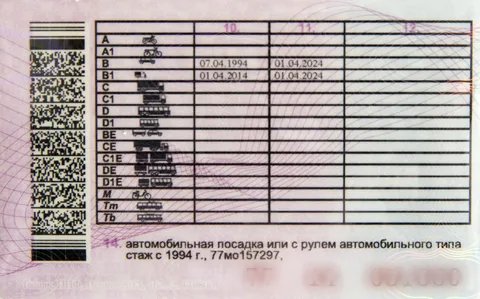 10. 11. 12.
A
A1
B 07.04.1994 01.04.2024
B1 01.04.2014 01.04.2024
C
C1
D
D1
BE
CE
C1E
DE
D1E
M
Tm
Tb
14. автомобильная посадка или с рулем автомобильного типа
стаж с 1994 г., 77мо157297,